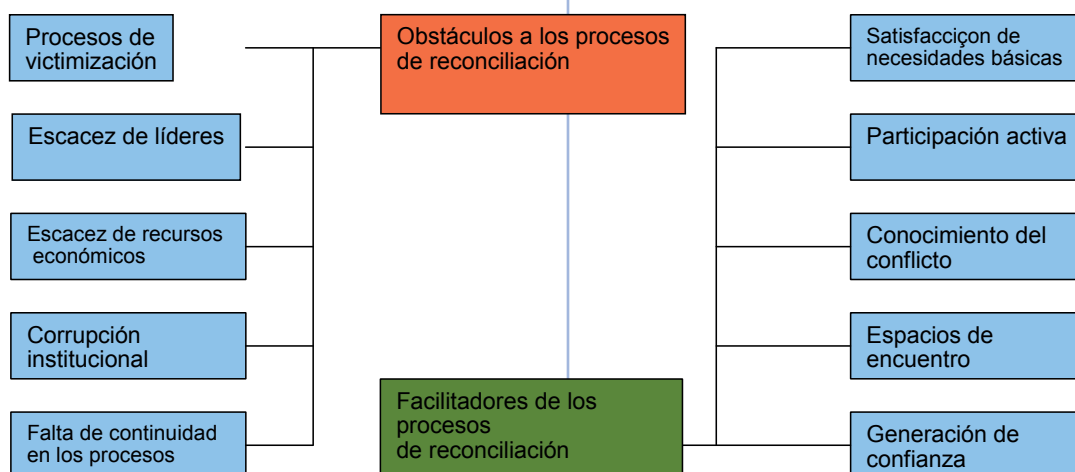 Procesos de
victimización
Escacez de líderes
Escacez de recursos
económicos
Corrupción
institucional
Falta de continuidad
en los procesos
Obstáculos a los procesos
de reconciliación
Facilitadores de los
procesos
de reconciliación
Satisfacciçon de
necesidades básicas
Participación activa
Conocimiento del
conflicto
Espacios de
encuentro
Generación de
confianza